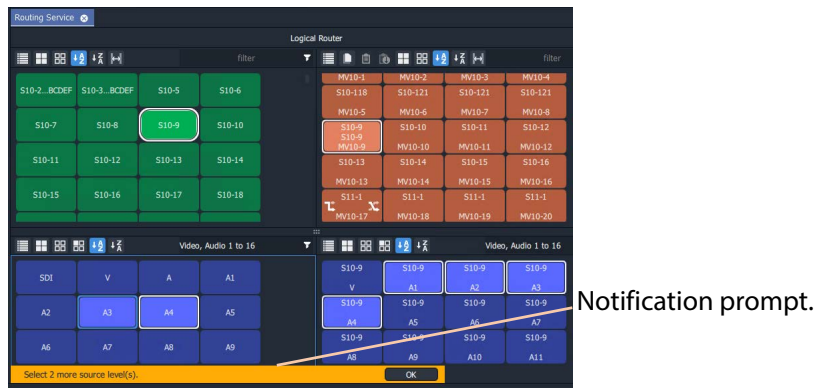 Routing Service
Logical Router
filter
filter
S10-2...BCDEF S10-3...BCDEF S10-5 S10-6
S10-7 S10-8 S10-9 S10-10
S10-11 S10-12 S10-13 S10-14
S10-15 S10-16 S10-17 S10-18
MV10-1 MV10-2 MV10-3 MV10-4
S10-118 S10-121 S10-121 S10-121
MV10-5 MV10-6 MV10-7 MV10-8
S10-9 S10-10 S10-11 S10-12
S10-9
MV10-9 MV10-10 MV10-11 MV10-12
S10-13 S10-14 S10-15 S10-16
MV10-13 MV10-14 MV10-15 MV10-16
S11-1 S11-1 S11-1 S11-1
MV10-17 MV10-18 MV10-19 MV10-20
Video, Audio 1 to 16
Video, Audio 1 to 16
SDI V A A1
A2 A3 A4 A5
A6 A7 A8 A9
S10-9 S10-9 S10-9 S10-9
V A1 A2 A3
S10-9 S10-9 S10-9 S10-9
A4 A5 A6 A7
S10-9 S10-9 S10-9 S10-9
A8 A9 A10 A11
Select 2 more source level(s).
OK
Notification prompt.